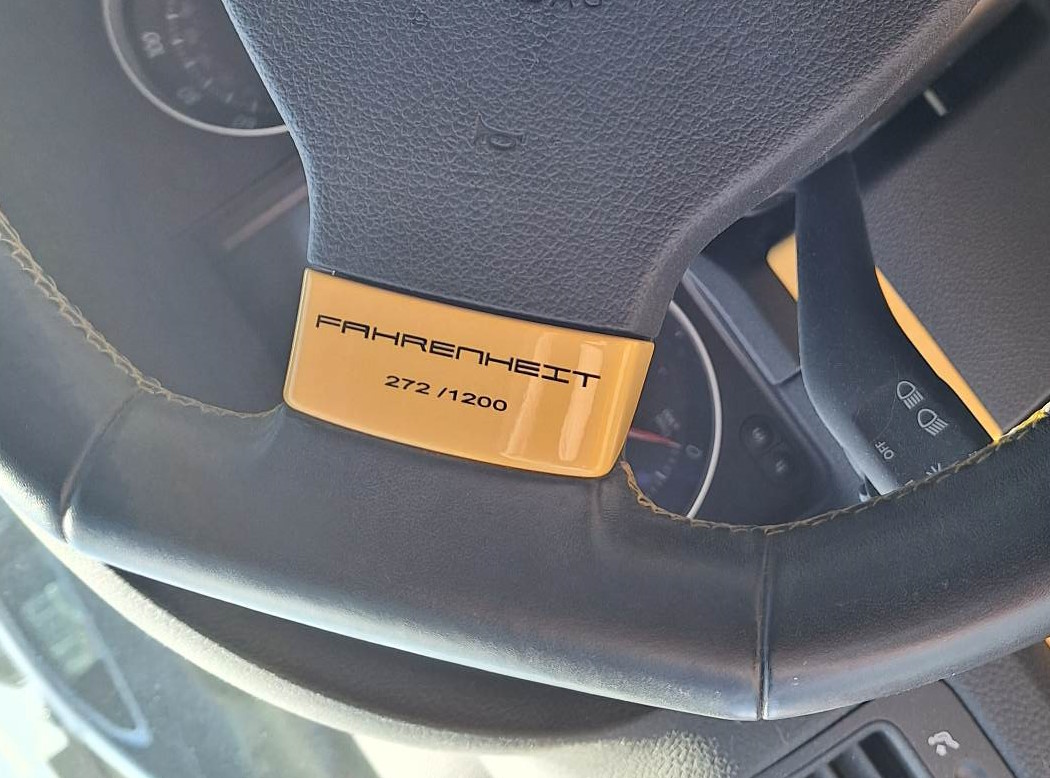 FAHRENHEIT
272 /1200
OFF